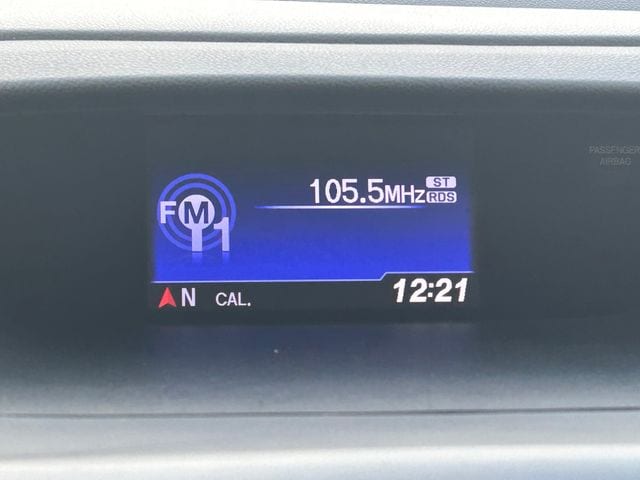 PASSENGER
AIRBAG
105.5MHz ST RDS
FM1
N CAL. 12:21